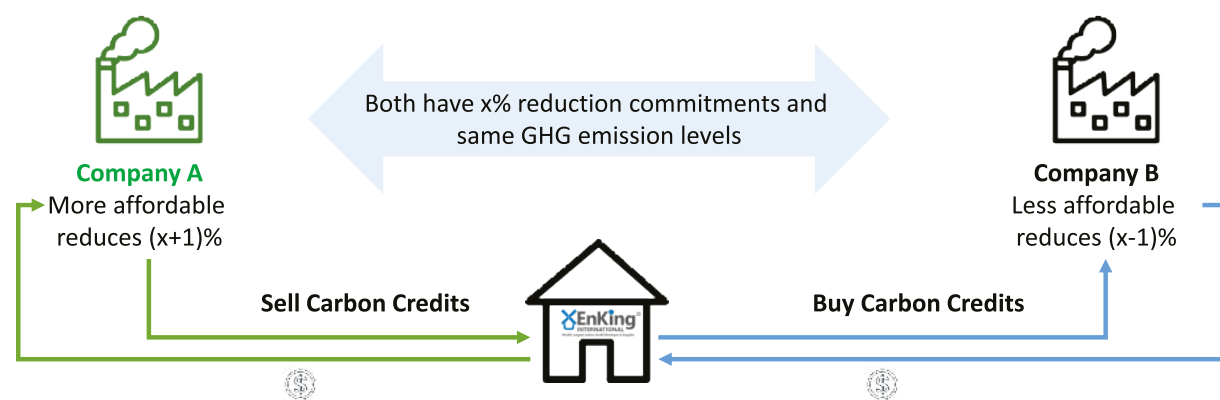 Both have x% reduction commitments and
same GHG emission levels
Company A
More affordable
reduces (x+1)%
Company B
Less affordable
reduces (x-1)%
Sell Carbon Credits
EnKing
INTERNATIONAL
Buy Carbon Credits
$
$